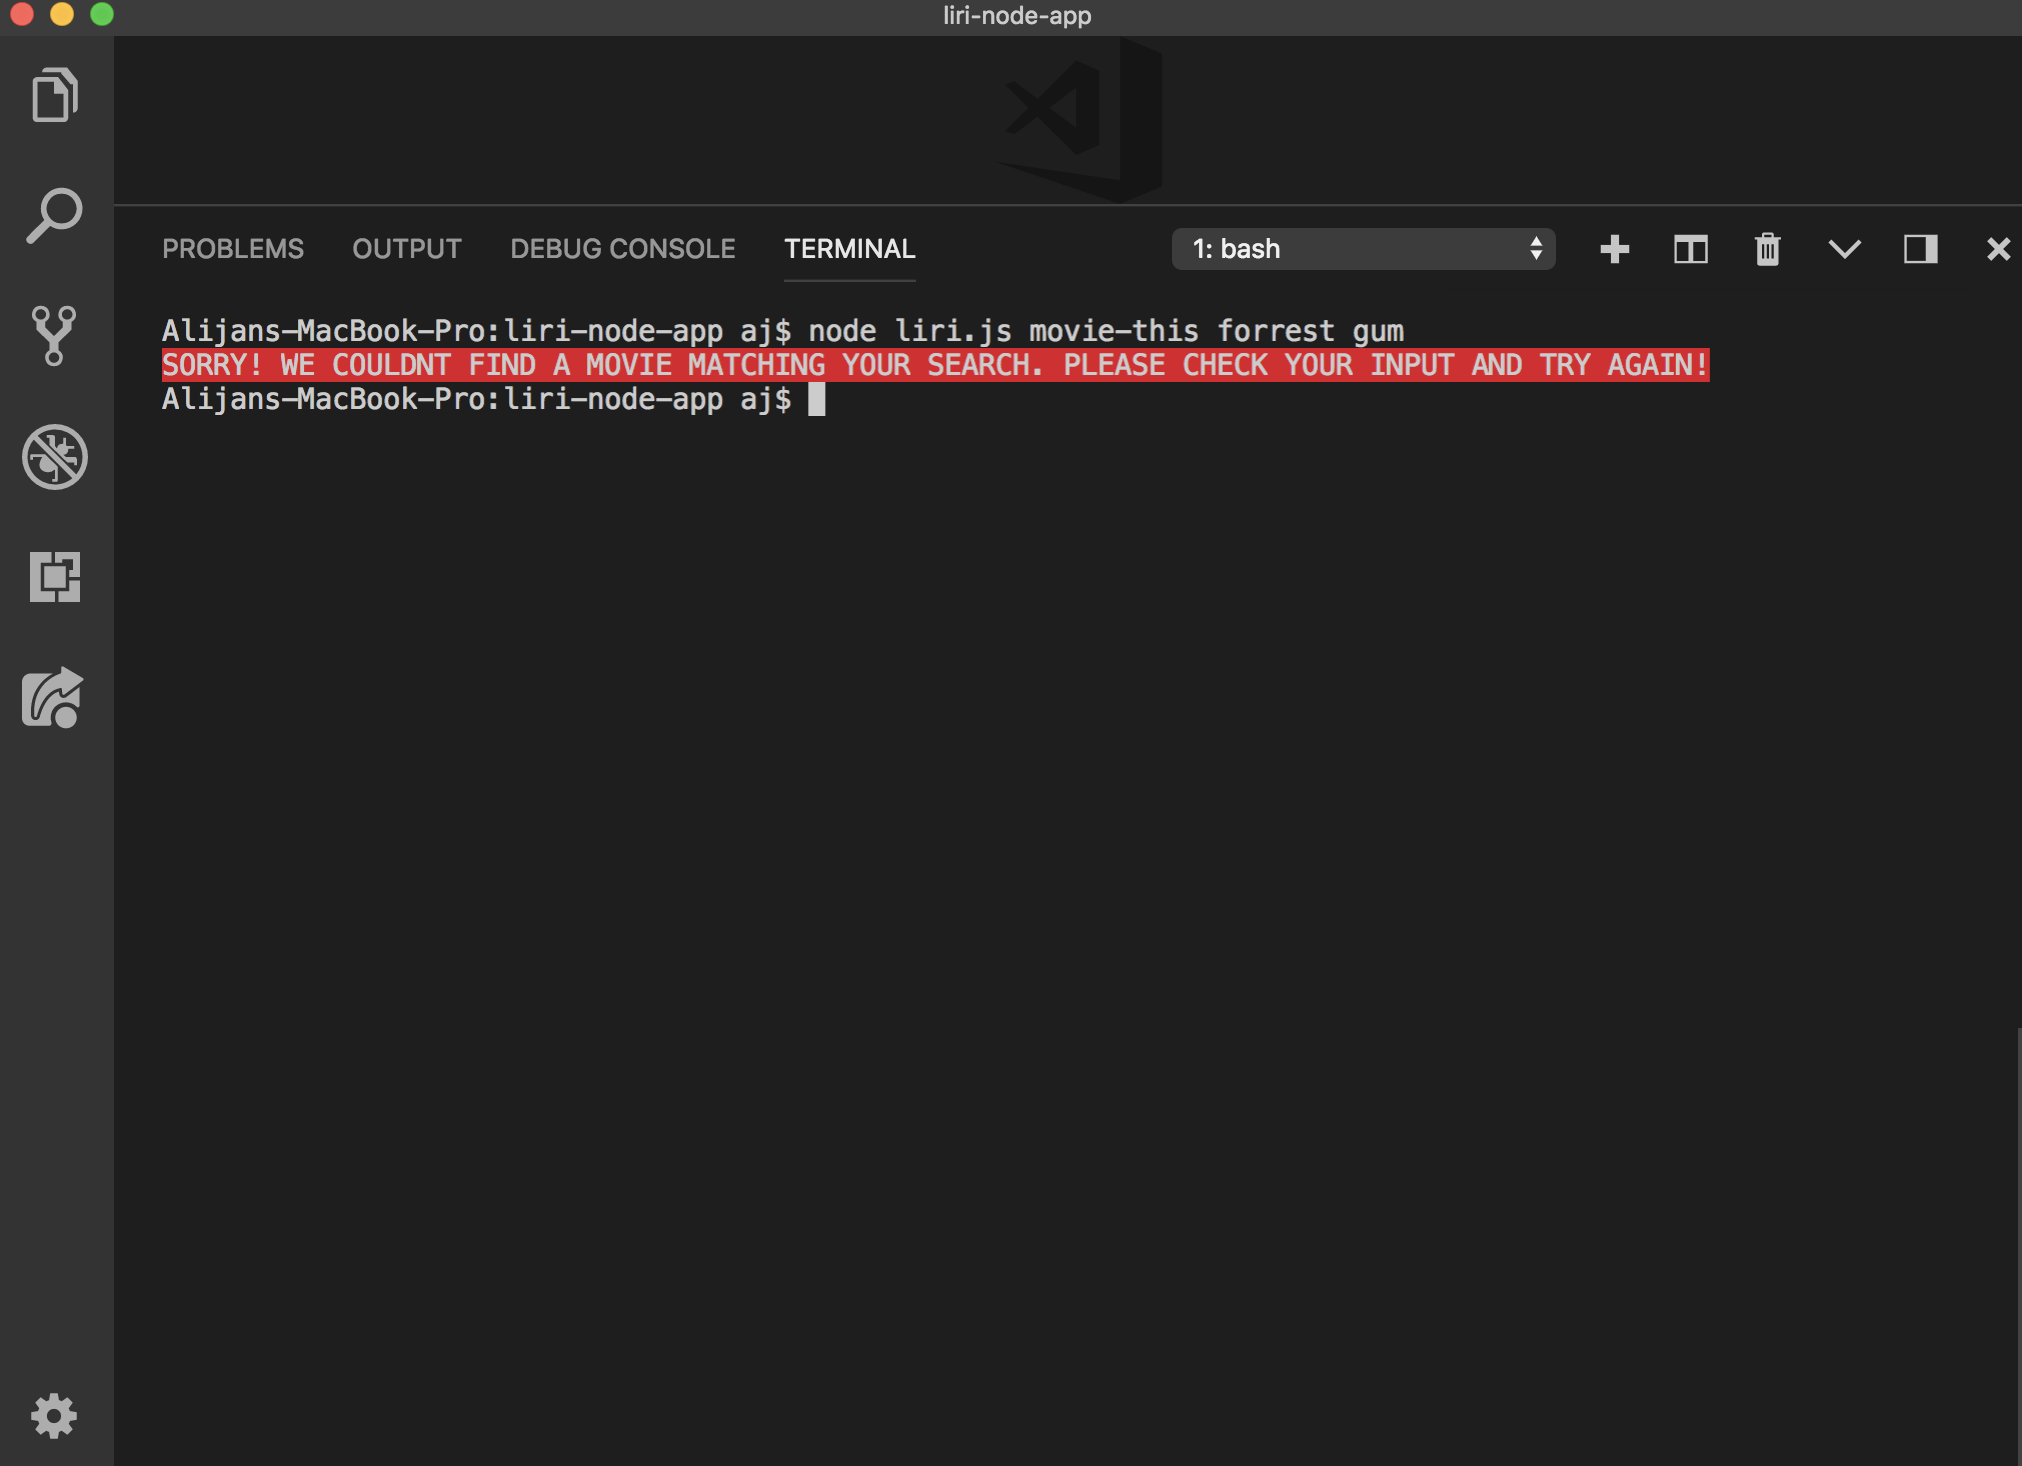 liri-node-app
PROBLEMS OUTPUT DEBUG CONSOLE TERMINAL 1: bash
Alijans-MacBook-Pro:liri-node-app aj$ node liri.js movie-this forrest gum
SORRY! WE COULDNT FIND A MOVIE MATCHING YOUR SEARCH. PLEASE CHECK YOUR INPUT AND TRY AGAIN!
Alijans-MacBook-Pro:liri-node-app aj$